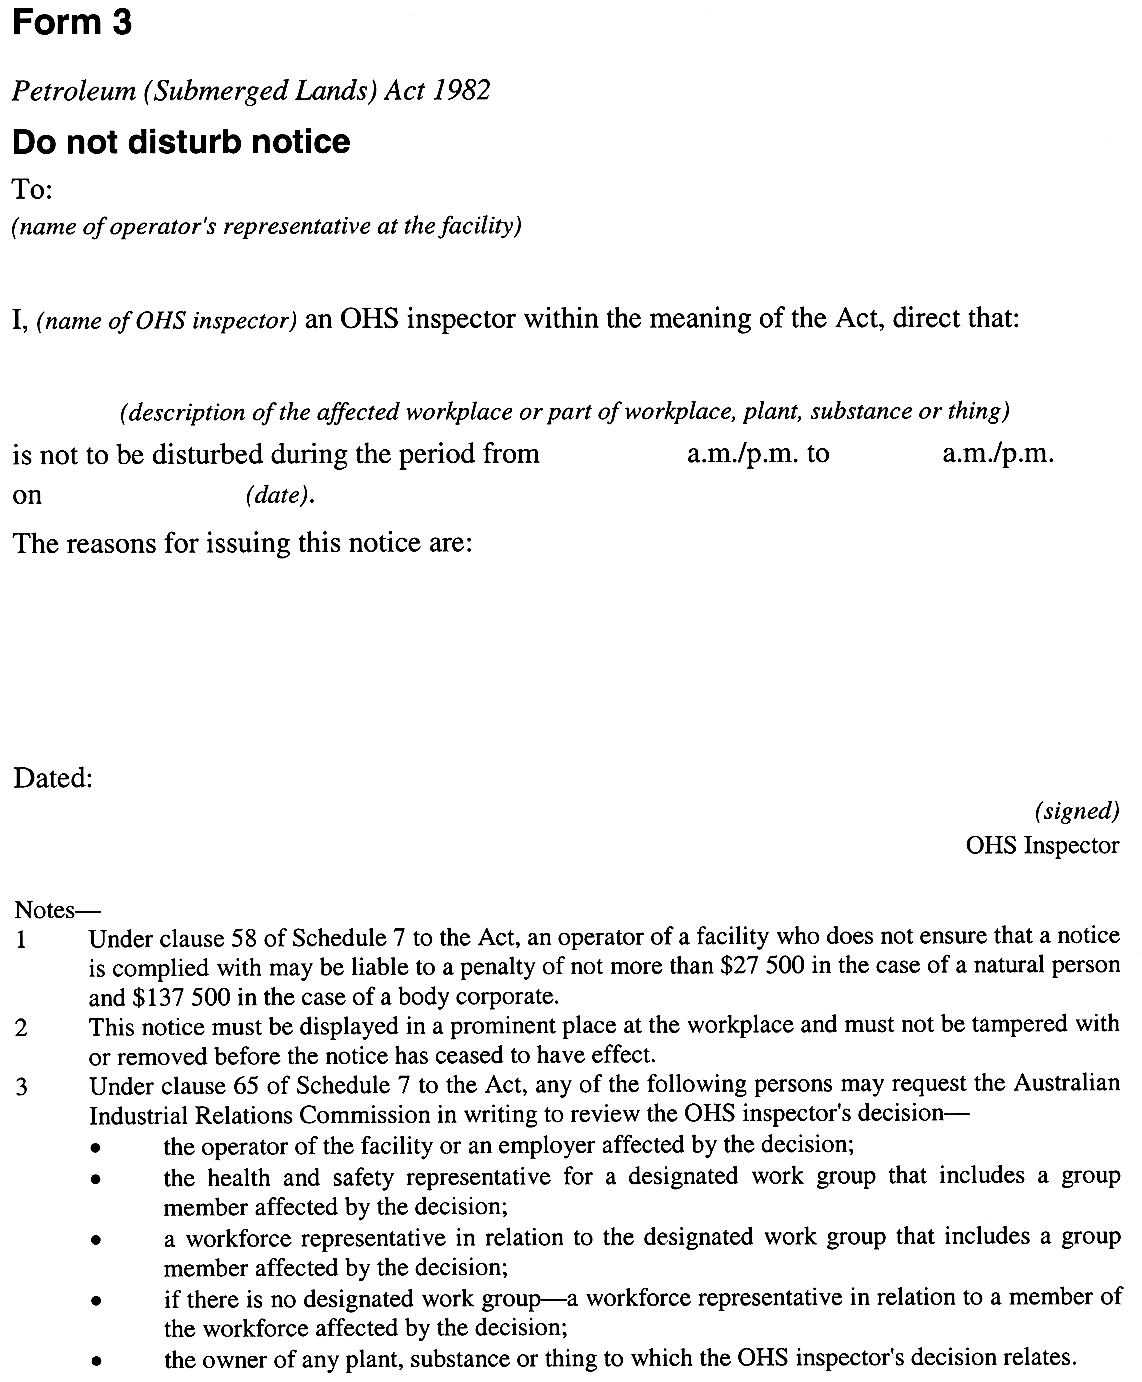 Form 3
Petroleum (Submerged Lands) Act 1982
Do not disturb notice
To:
(name of operator's representative at the facility)
I, (name of OHS inspector) an OHS inspector within the meaning of the Act, direct that:
(description of the affected workplace or part of workplace, plant, substance or thing)
is not to be disturbed during the period from a.m./p.m. to a.m./p.m.
on (date).
The reasons for issuing this notice are:
Dated:
(signed)
OHS Inspector
Notes—
1 Under clause 58 of Schedule 7 to the Act, an operator of a facility who does not ensure that a notice
is complied with may be liable to a penalty of not more than $27 500 in the case of a natural person
and $137 500 in the case of a body corporate.
2 This notice must be displayed in a prominent place at the workplace and must not be tampered with
or removed before the notice has ceased to have effect.
3 Under clause 65 of Schedule 7 to the Act, any of the following persons may request the Australian
Industrial Relations Commission in writing to review the OHS inspector's decision—
• the operator of the facility or an employer affected by the decision;
• the health and safety representative for a designated work group that includes a group
member affected by the decision;
• a workforce representative in relation to the designated work group that includes a group
member affected by the decision;
• if there is no designated work group—a workforce representative in relation to a member of
the workforce affected by the decision;
• the owner of any plant, substance or thing to which the OHS inspector's decision relates.